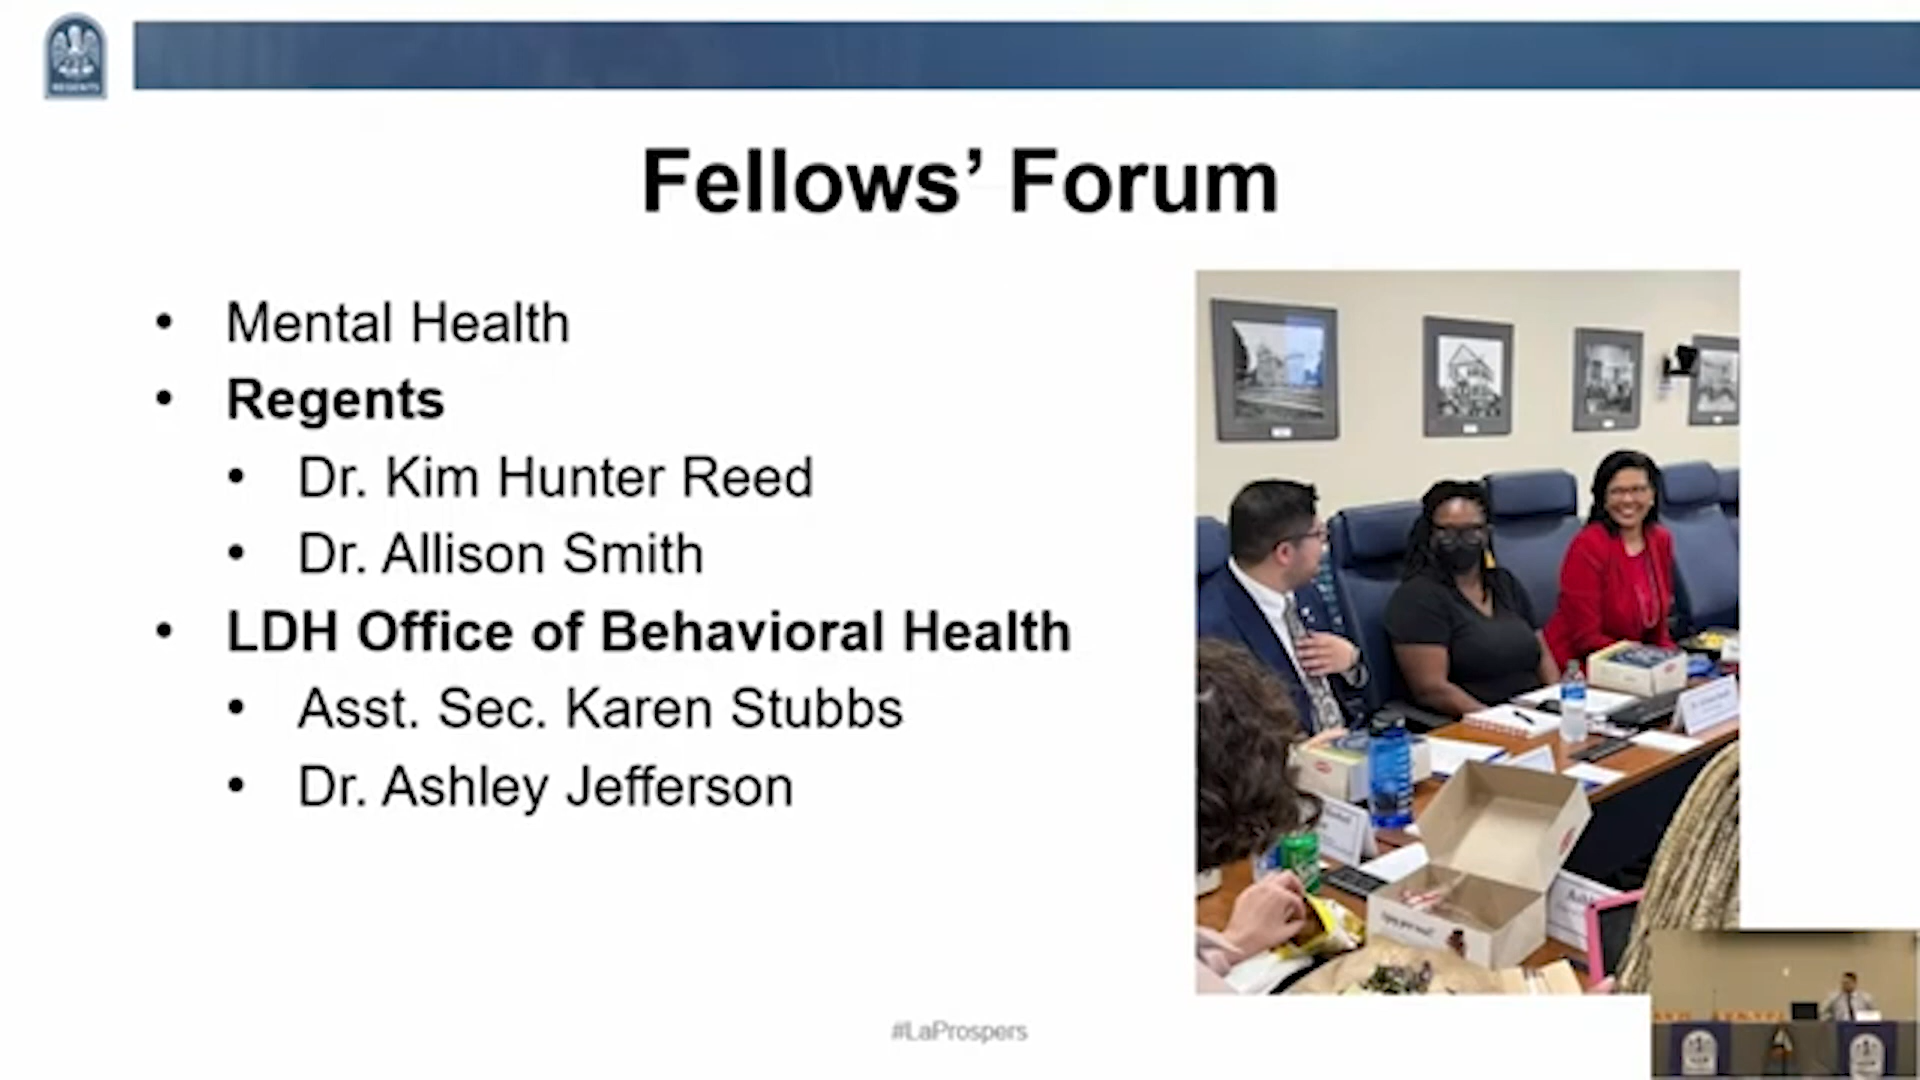 REGENTS
Fellows’ Forum
• Mental Health
• Regents
• Dr. Kim Hunter Reed
• Dr. Allison Smith
• LDH Office of Behavioral Health
• Asst. Sec. Karen Stubbs
• Dr. Ashley Jefferson
#LaProspers